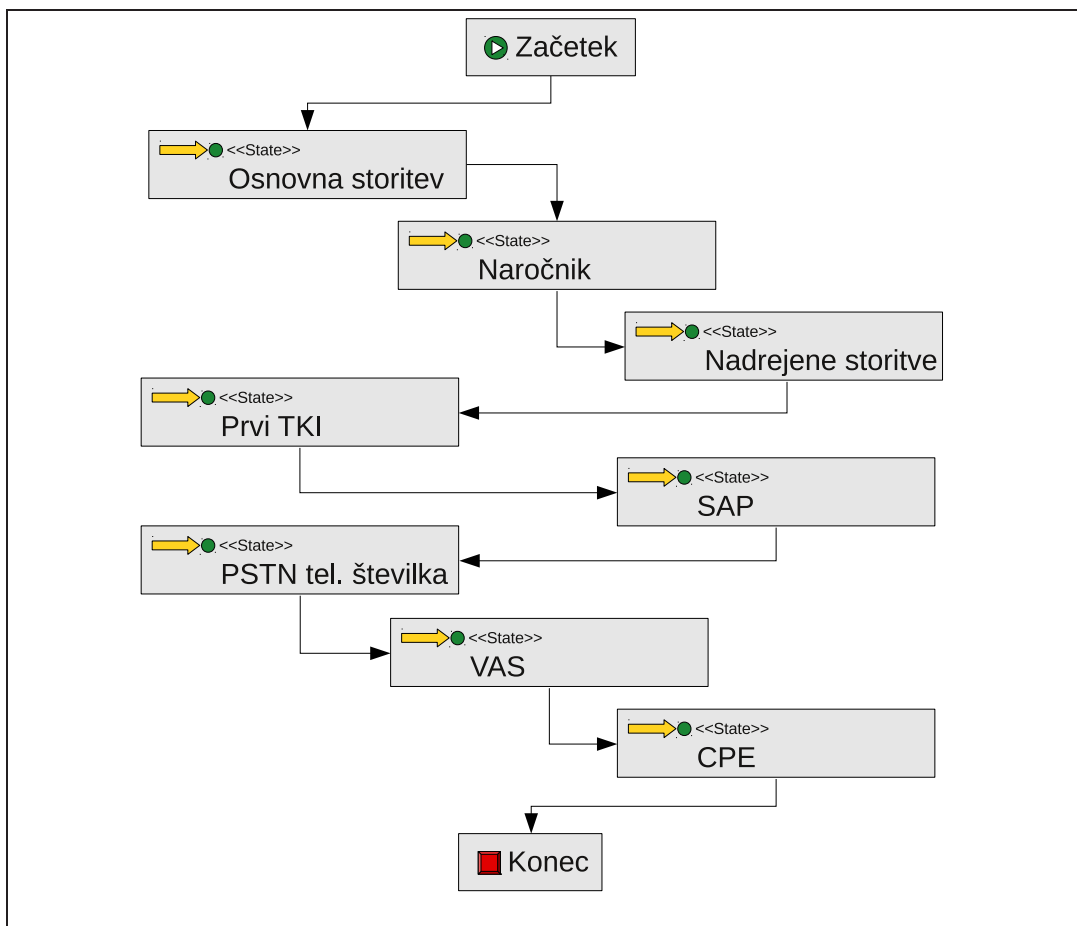 Začetek
<<State>>
Osnovna storitev
<<State>>
Naročnik
<<State>>
Nadrejene storitve
<<State>>
Prvi TKI
<<State>>
SAP
<<State>>
PSTN tel. številka
<<State>>
VAS
<<State>>
CPE
Konec